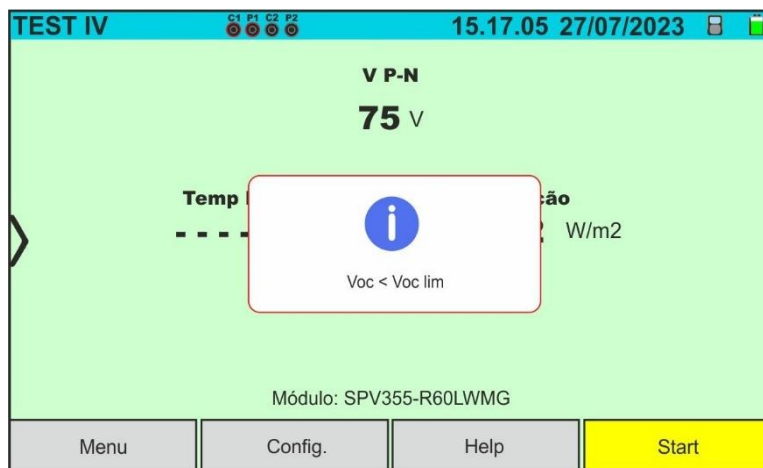 TEST IV C1 P1 C2 P2 15.17.05 27/07/2023
V P-N
75 V
Temp ção
- - - - W/m2
Voc < Voc lim
Módulo: SPV355-R60LWMG
Menu Config. Help Start